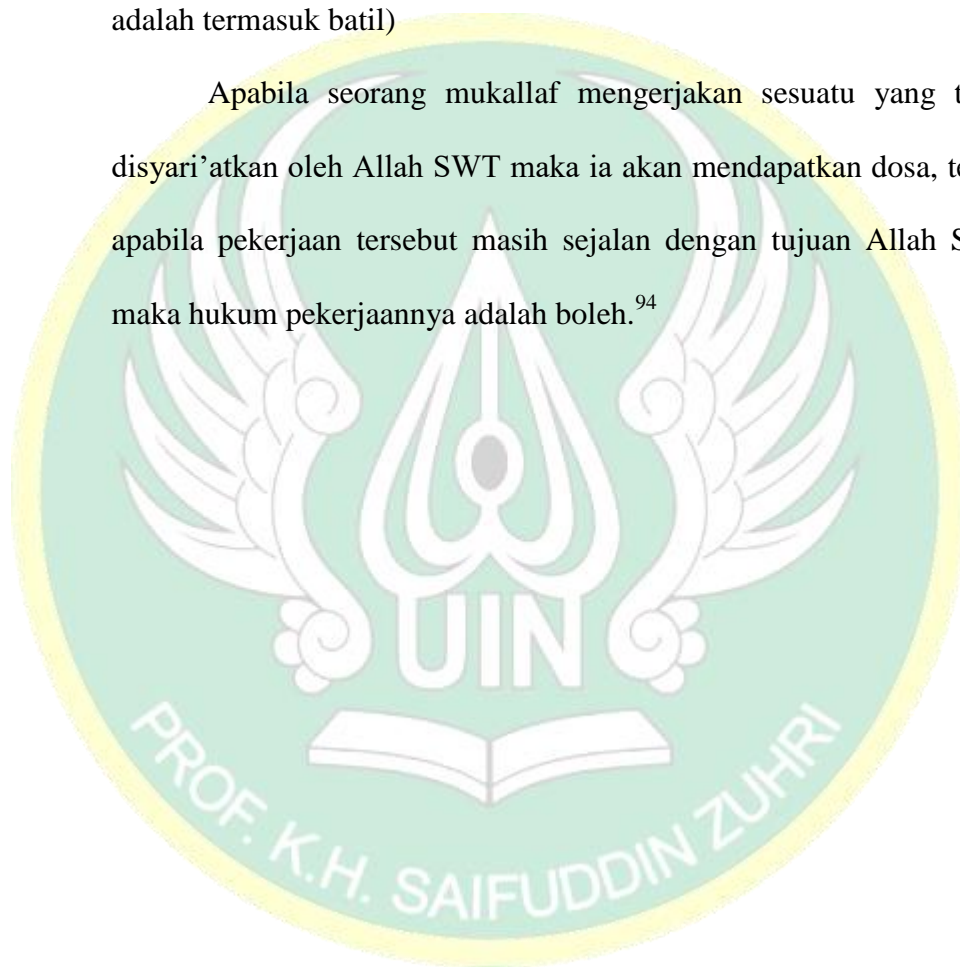 adalah termasuk batil)
Apabila seorang mukallaf mengerjakan sesuatu yang
disyari’atkan oleh Allah SWT maka ia akan mendapatkan dosa,
apabila pekerjaan tersebut masih sejalan dengan tujuan Allah
maka hukum pekerjaannya adalah boleh.94
UIN
PROF. K.H. SAIFUDDIN ZUHRI